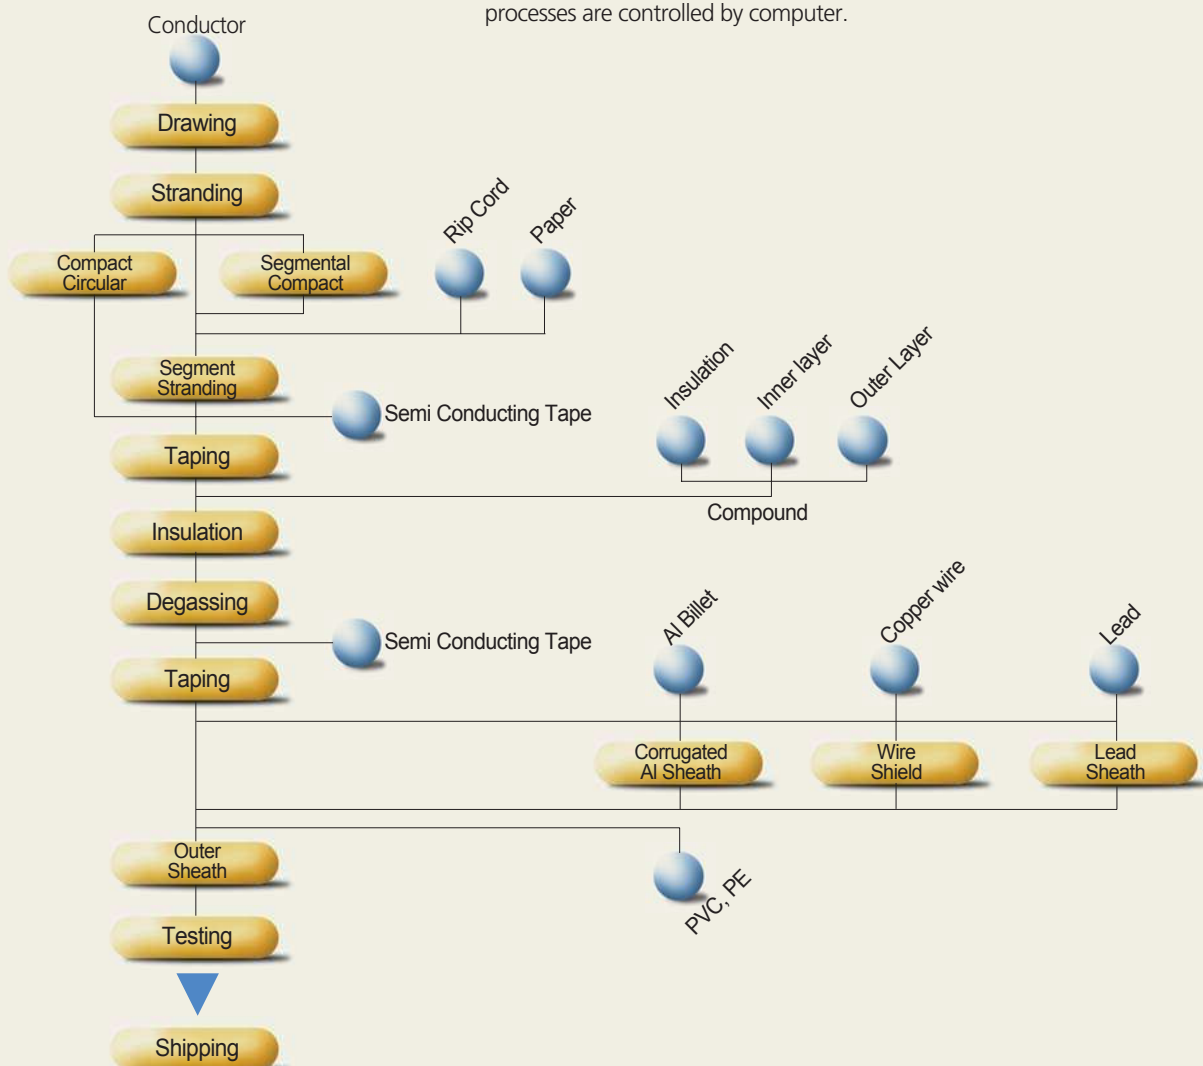 processes are controlled by computer.
Conductor
Drawing
Stranding
Rip Cord
Paper
Compact
Circular
Segmental
Compact
Insulation
Inner layer
Outer Layer
Segment
Stranding
Semi Conducting Tape
Taping
Compound
Insulation
Degassing
Al Billet
Copper wire
Lead
Semi Conducting Tape
Taping
Corrugated
Al Sheath
Wire
Shield
Lead
Sheath
Outer
Sheath
PVC, PE
Testing
Shipping